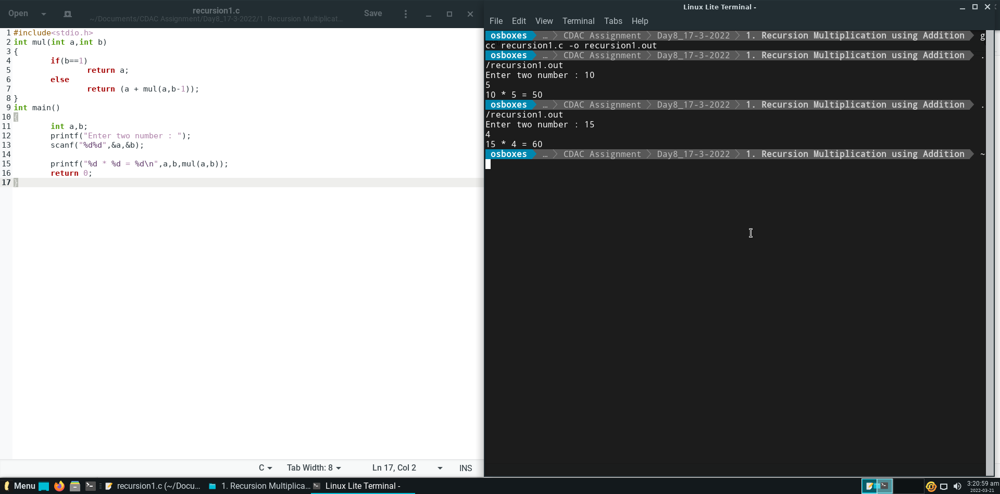 Open
recursion1.c
~/Documents/CDAC Assignment/Day8_17-3-2022/1. Recursion Multiplicat...
Save
1 #include<stdio.h>
2 int mul(int a,int b)
3 {
4         if(b==1)
5                 return a;
6         else
7                 return (a + mul(a,b-1));
8 }
9 int main()
10 {
11         int a,b;
12         printf("Enter two number : ");
13         scanf("%d%d",&a,&b);
14
15         printf("%d * %d = %d\n",a,b,mul(a,b));
16         return 0;
17 }
C
Tab Width: 8
Ln 17, Col 2
INS
Linux Lite Terminal -
File Edit View Terminal Tabs Help
osboxes … CDAC Assignment Day8_17-3-2022 1. Recursion Multiplication using Addition g
cc recursion1.c -o recursion1.out
osboxes … CDAC Assignment Day8_17-3-2022 1. Recursion Multiplication using Addition .
/recursion1.out
Enter two number : 10
5
10 * 5 = 50
osboxes … CDAC Assignment Day8_17-3-2022 1. Recursion Multiplication using Addition .
/recursion1.out
Enter two number : 15
4
15 * 4 = 60
osboxes … CDAC Assignment Day8_17-3-2022 1. Recursion Multiplication using Addition ~
Menu
recursion1.c (~/Docu...
1. Recursion Multiplica...
Linux Lite Terminal -
3:20:59 am
2022-03-21